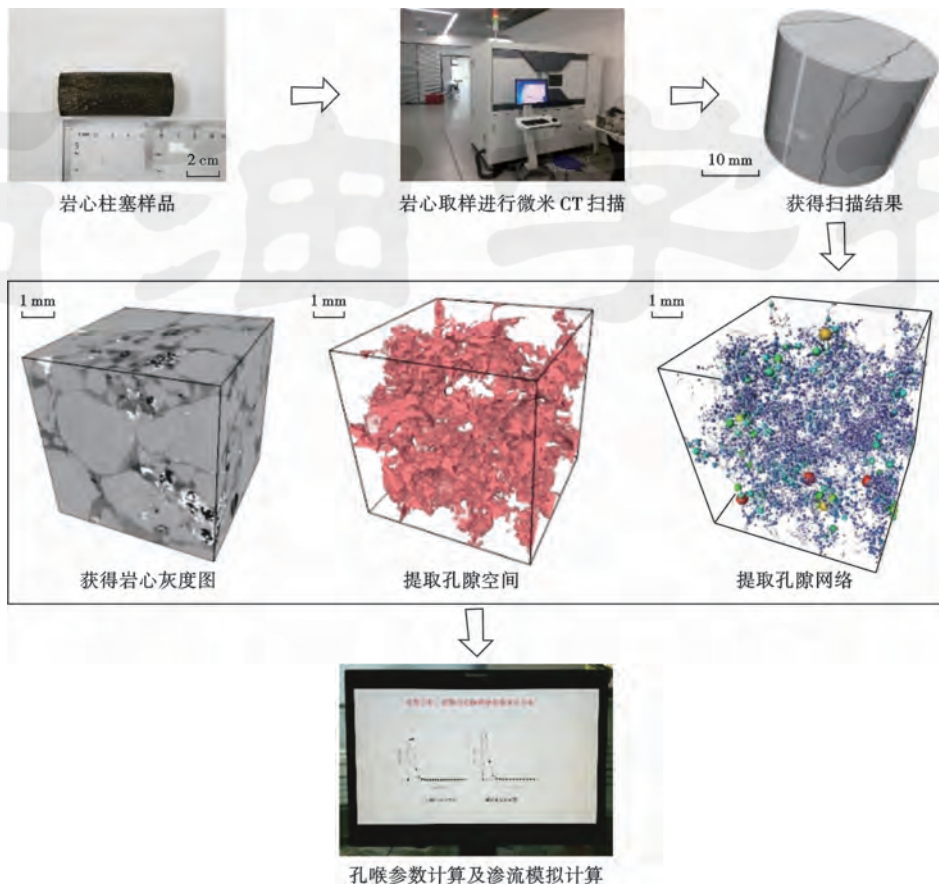 2 cm
10 mm
岩心柱塞样品
岩心取样进行微米 CT 扫描
获得扫描结果
1 mm
1 mm
1 mm
获得岩心灰度图
提取孔隙空间
提取孔隙网络
孔喉参数计算及渗流模拟计算